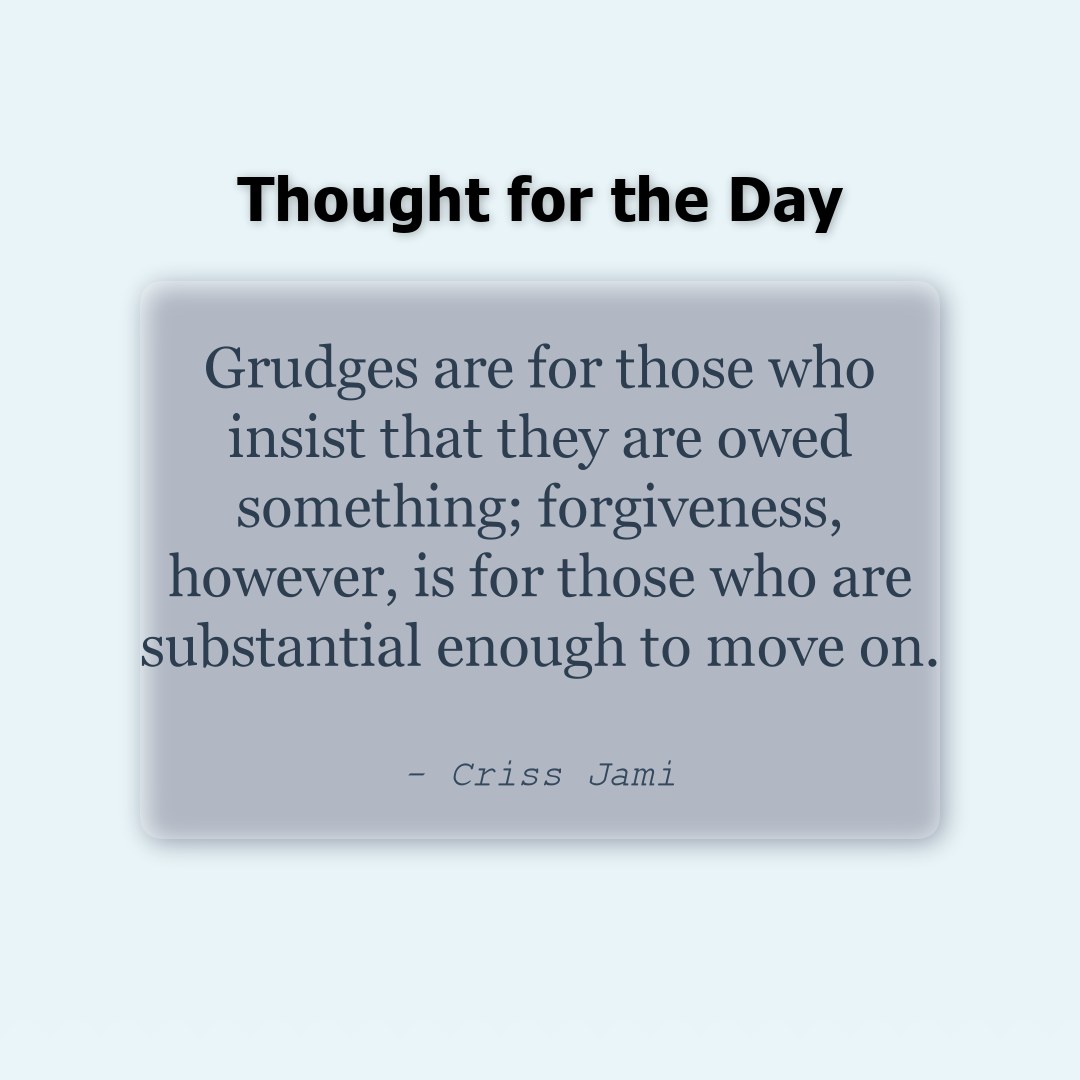 Thought for the Day
Grudges are for those who
insist that they are owed
something; forgiveness,
however, is for those who are
substantial enough to move on.
- Criss Jami